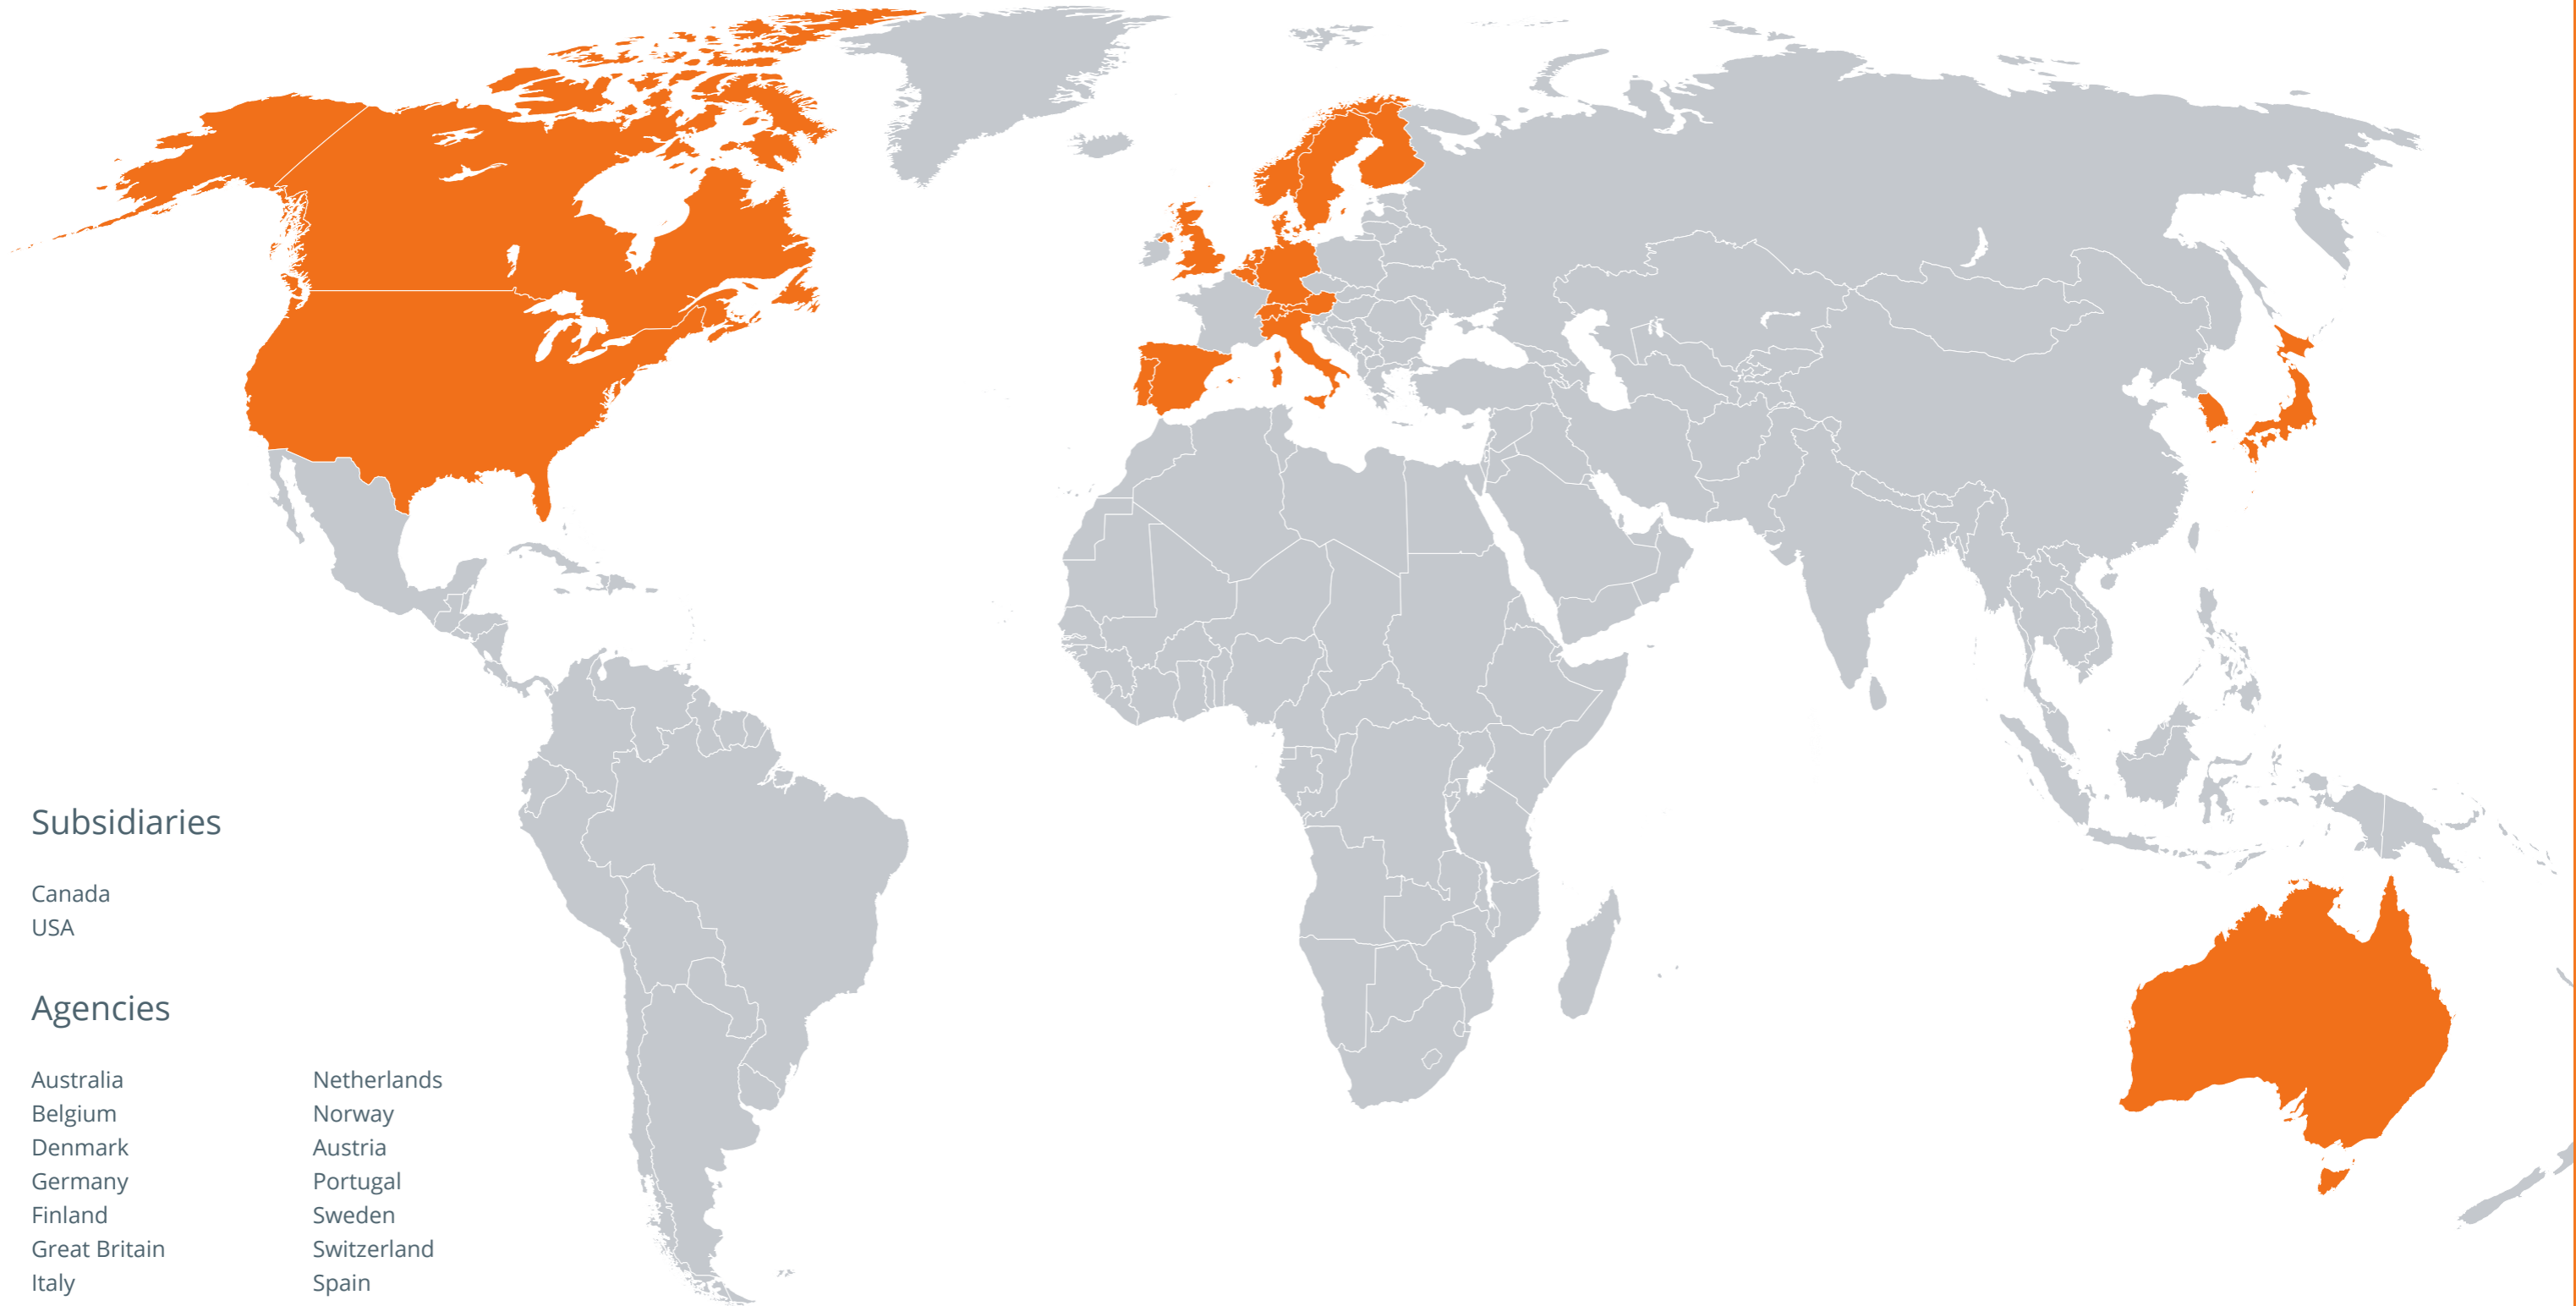 Subsidiaries
Canada
USA
Agencies
Australia
Belgium
Denmark
Germany
Finland
Great Britain
Italy
Netherlands
Norway
Austria
Portugal
Sweden
Switzerland
Spain